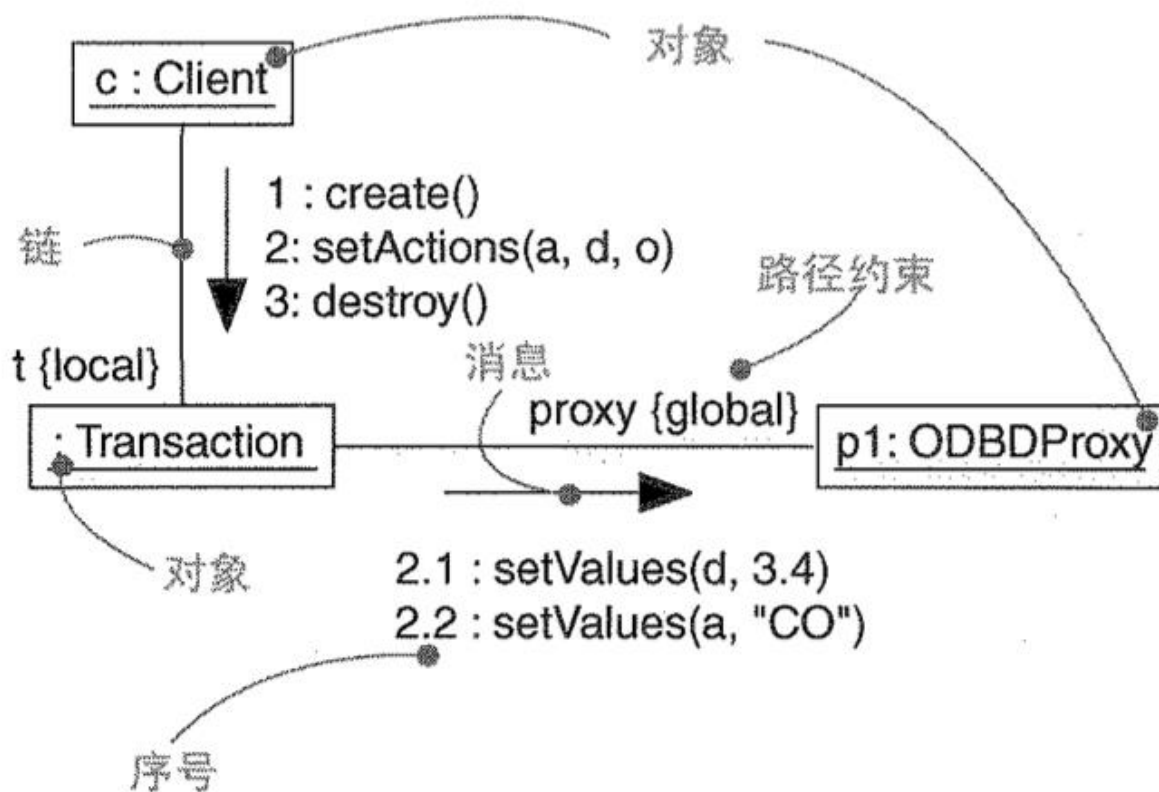 对象
c : Client
1 : create()
2: setActions(a, d, o)
3: destroy()
链
路径约束
t {local}
消息
proxy {global}
: Transaction
p1: ODBDProxy
对象
2.1 : setValues(d, 3.4)
2.2 : setValues(a, "CO")
序号